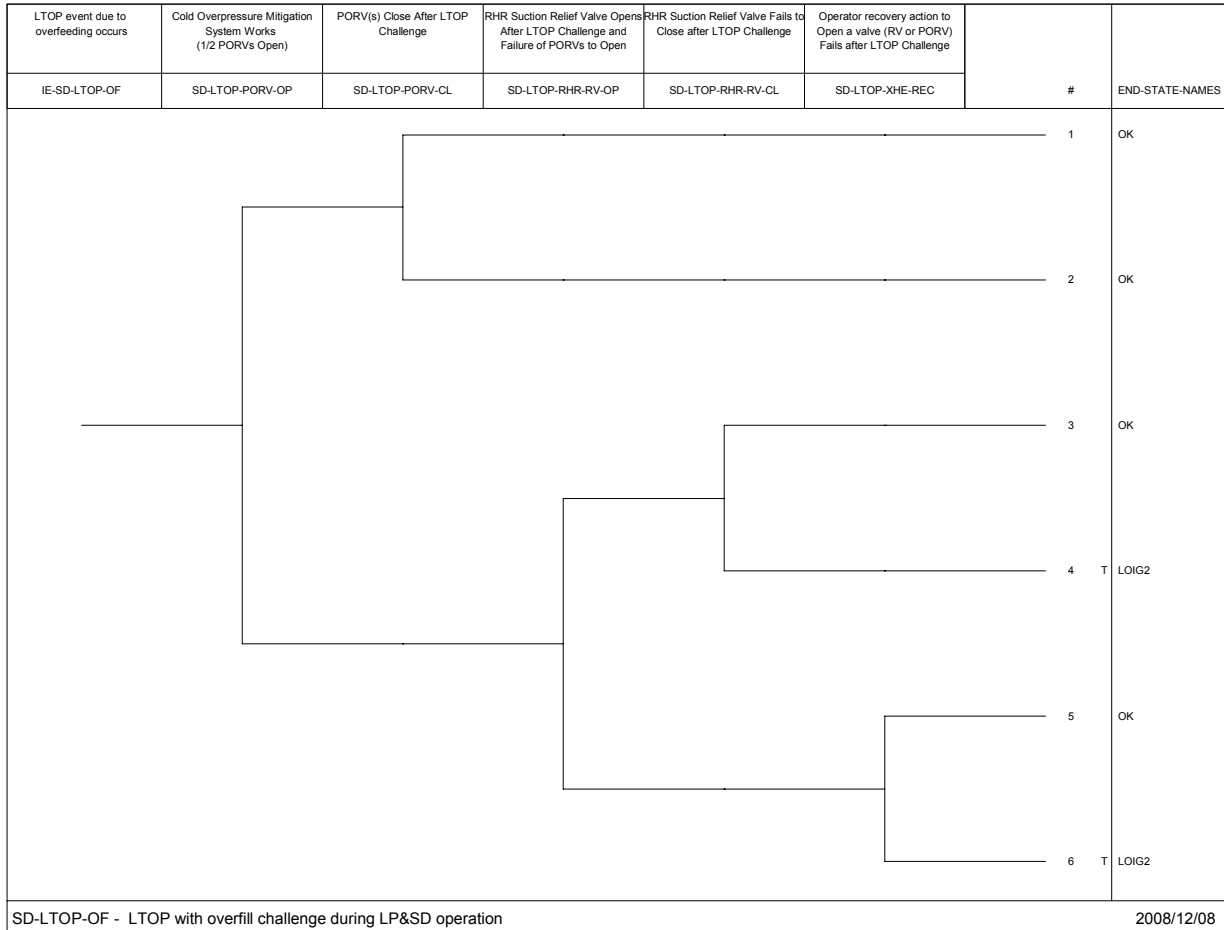 LTOP event due to
overfeeding occurs
Cold Overpressure Mitigation
System Works
(1/2 PORVs Open)
PORV(s) Close After LTOP
Challenge
RHR Suction Relief Valve Opens
After LTOP Challenge and
Failure of PORVs to Open
RHR Suction Relief Valve Fails to
Close after LTOP Challenge
Operator recovery action to
Open a valve (RV or PORV)
Fails after LTOP Challenge
IE-SD-LTOP-OF
SD-LTOP-PORV-OP
SD-LTOP-PORV-CL
SD-LTOP-RHR-RV-OP
SD-LTOP-RHR-RV-CL
SD-LTOP-XHE-REC
#
END-STATE-NAMES
1 OK
2 OK
3 OK
4 T LOIG2
5 OK
6 T LOIG2
SD-LTOP-OF - LTOP with overfill challenge during LP&SD operation
2008/12/08